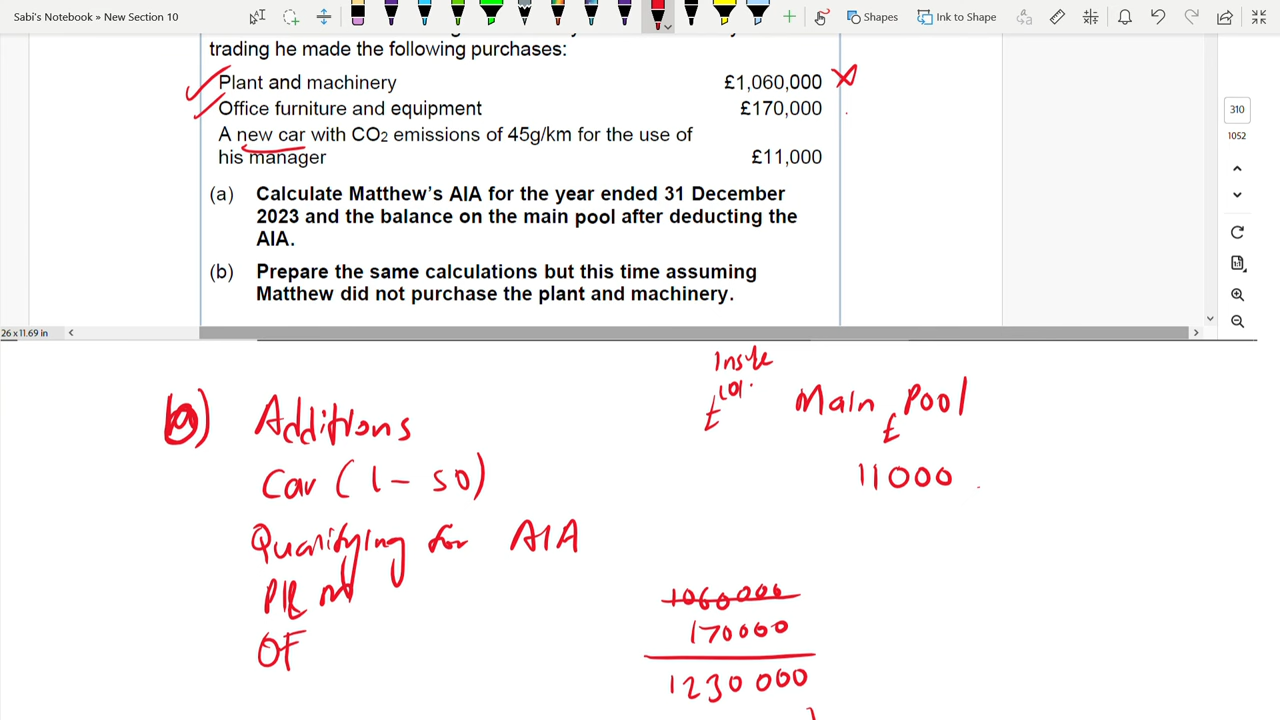 Sabi's Notebook » New Section 10
Shapes
Ink to Shape
trading he made the following purchases:
Plant and machinery £1,060,000
Office furniture and equipment £170,000
A new car with CO2 emissions of 45g/km for the use of
his manager £11,000
(a) Calculate Matthew's AIA for the year ended 31 December
2023 and the balance on the main pool after deducting the
AIA.
(b) Prepare the same calculations but this time assuming
Matthew did not purchase the plant and machinery.
310
1052
1:1
26 x 11.69 in
Main Pool
£ £
Additions
Car (1 - 50) 11000
Qualifying for AIA
1060000
OF 170000
1230 000